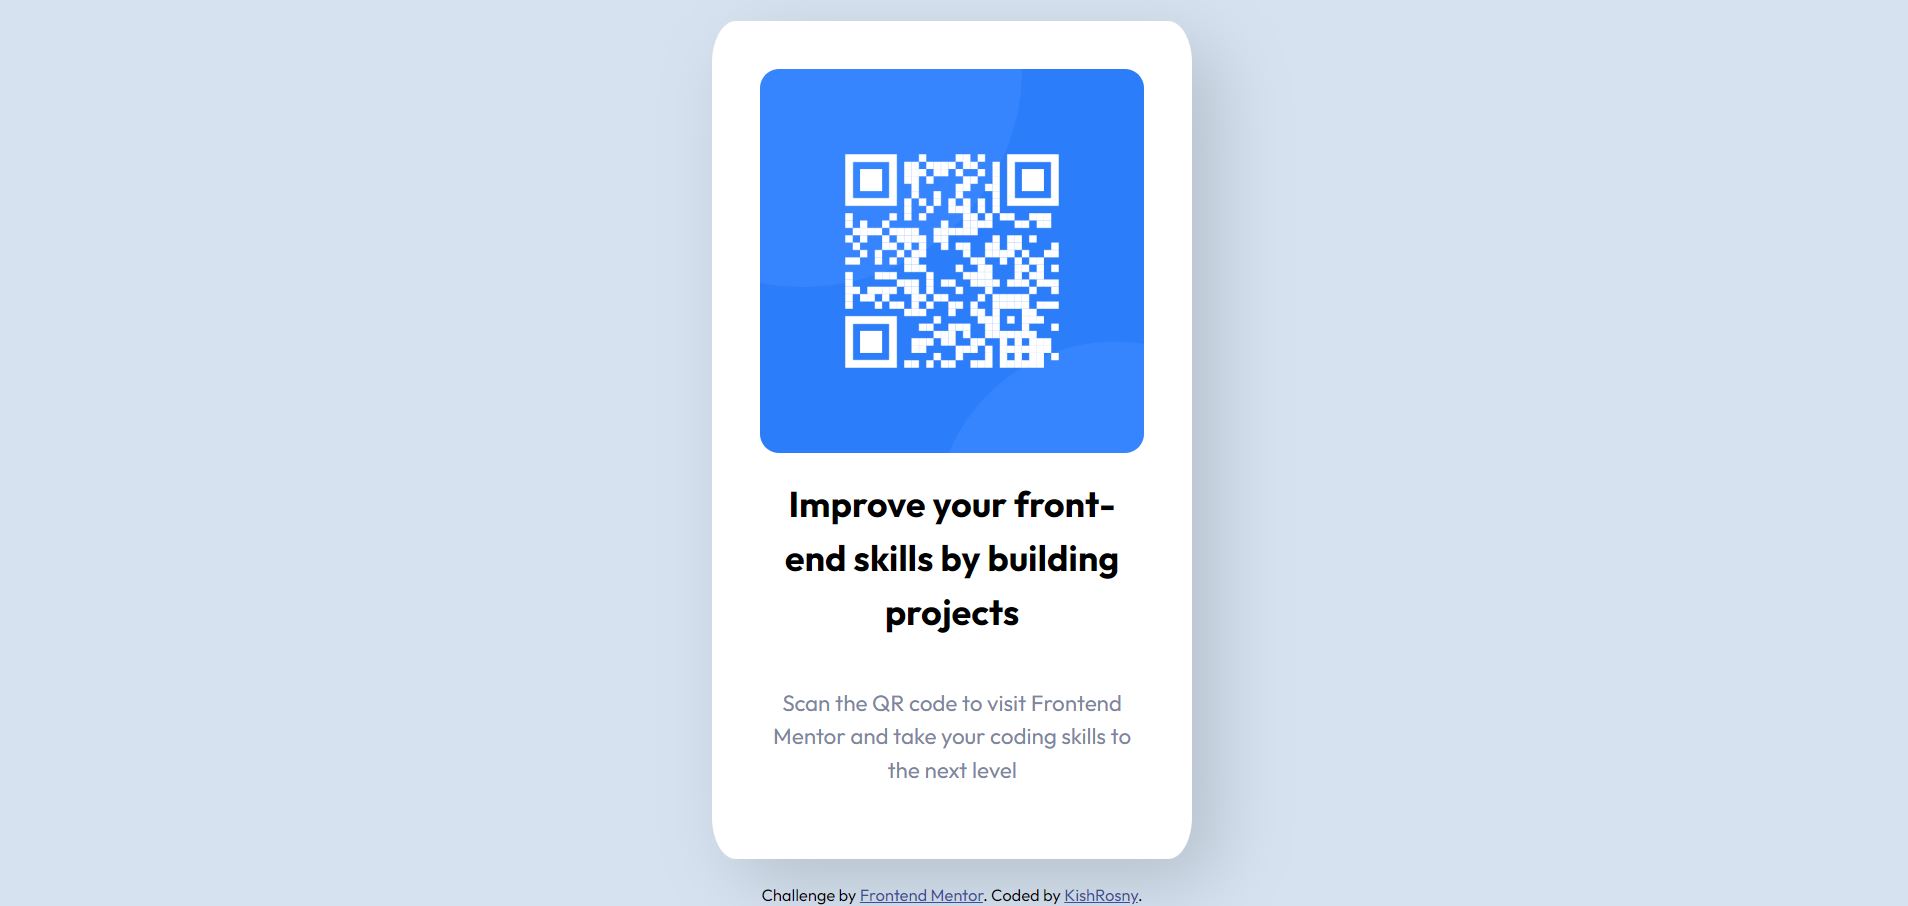 Improve your front-
end skills by building
projects
Scan the QR code to visit Frontend
Mentor and take your coding skills to
the next level
Challenge by Frontend Mentor. Coded by KishRosny.